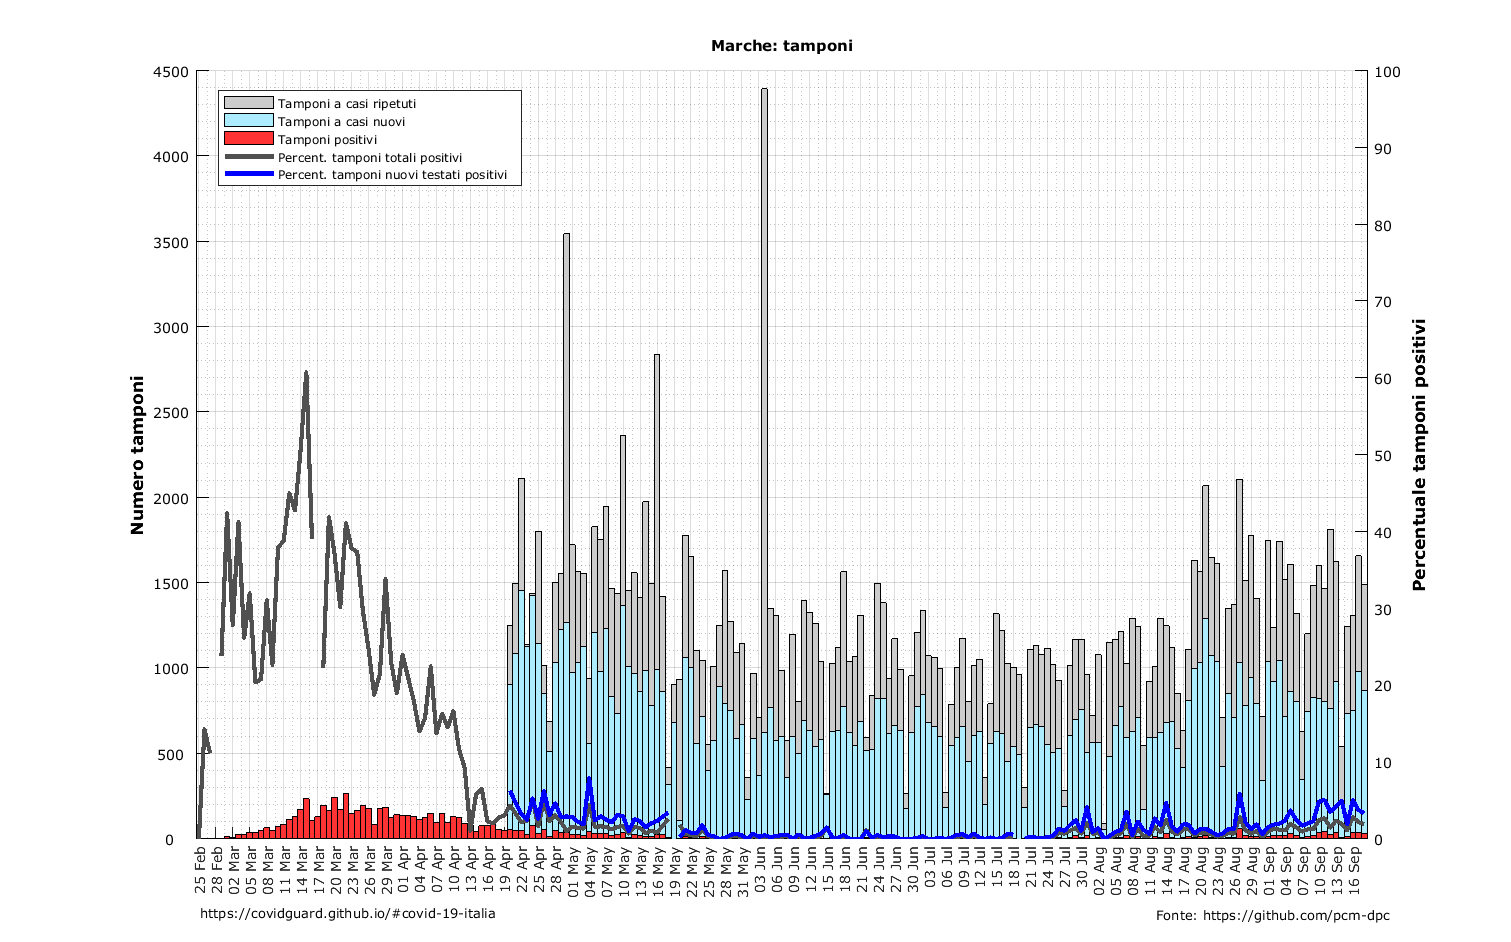 Marche: tamponi
4500
4000
3500
3000
2500
2000
1500
1000
500
0
Numero tamponi
Tamponi a casi ripetuti
Tamponi a casi nuovi
Tamponi positivi
Percent. tamponi totali positivi
Percent. tamponi nuovi testati positivi
100
90
80
70
60
50
40
30
20
10
0
Percentuale tamponi positivi
25 Feb
28 Feb
02 Mar
05 Mar
08 Mar
11 Mar
14 Mar
17 Mar
20 Mar
23 Mar
26 Mar
29 Mar
01 Apr
04 Apr
07 Apr
10 Apr
13 Apr
16 Apr
19 Apr
22 Apr
25 Apr
28 Apr
01 May
04 May
07 May
10 May
13 May
16 May
19 May
22 May
25 May
28 May
31 May
03 Jun
06 Jun
09 Jun
12 Jun
15 Jun
18 Jun
21 Jun
24 Jun
27 Jun
30 Jun
03 Jul
06 Jul
09 Jul
12 Jul
15 Jul
18 Jul
21 Jul
24 Jul
27 Jul
30 Jul
02 Aug
05 Aug
08 Aug
11 Aug
14 Aug
17 Aug
20 Aug
23 Aug
26 Aug
29 Aug
01 Sep
04 Sep
07 Sep
10 Sep
13 Sep
16 Sep
https://covidguard.github.io/#covid-19-italia
Fonte: https://github.com/pcm-dpc